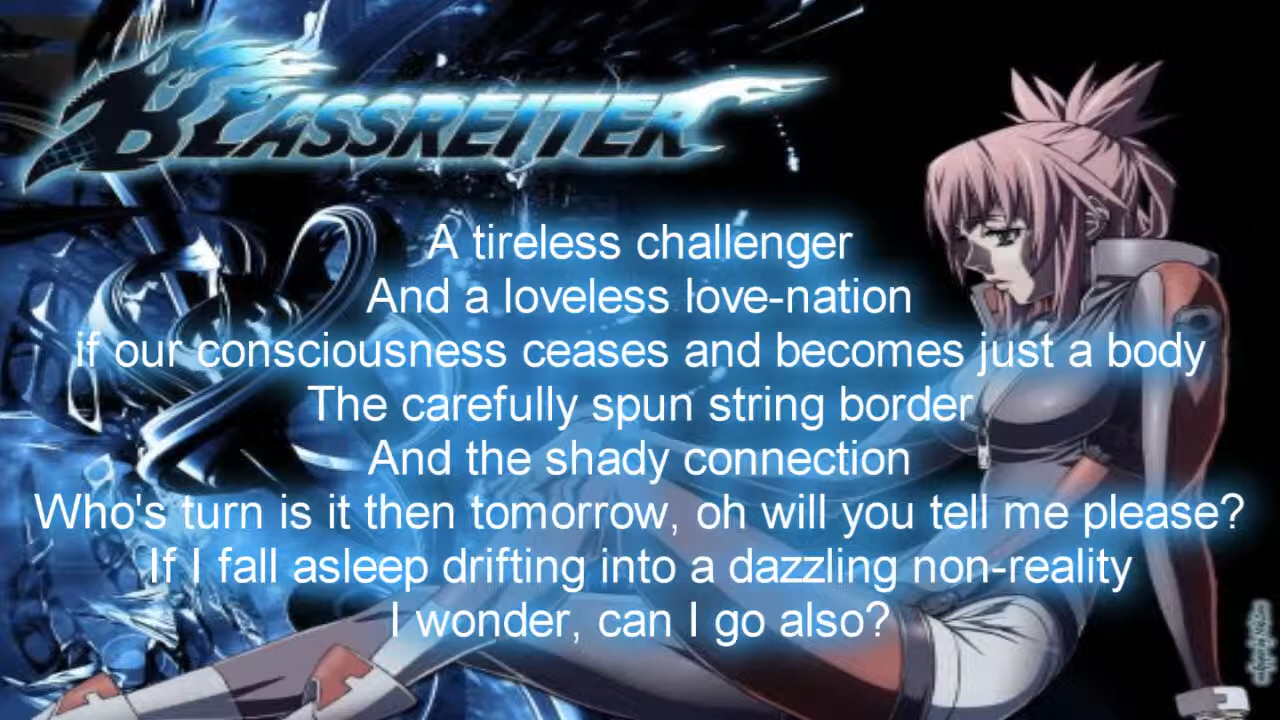 BLASSREITER
A tireless challenger
And a loveless love-nation
if our consciousness ceases and becomes just a body
The carefully spun string border
And the shady connection
Who's turn is it then tomorrow, oh will you tell me please?
If I fall asleep drifting into a dazzling non-reality
I wonder, can I go also?